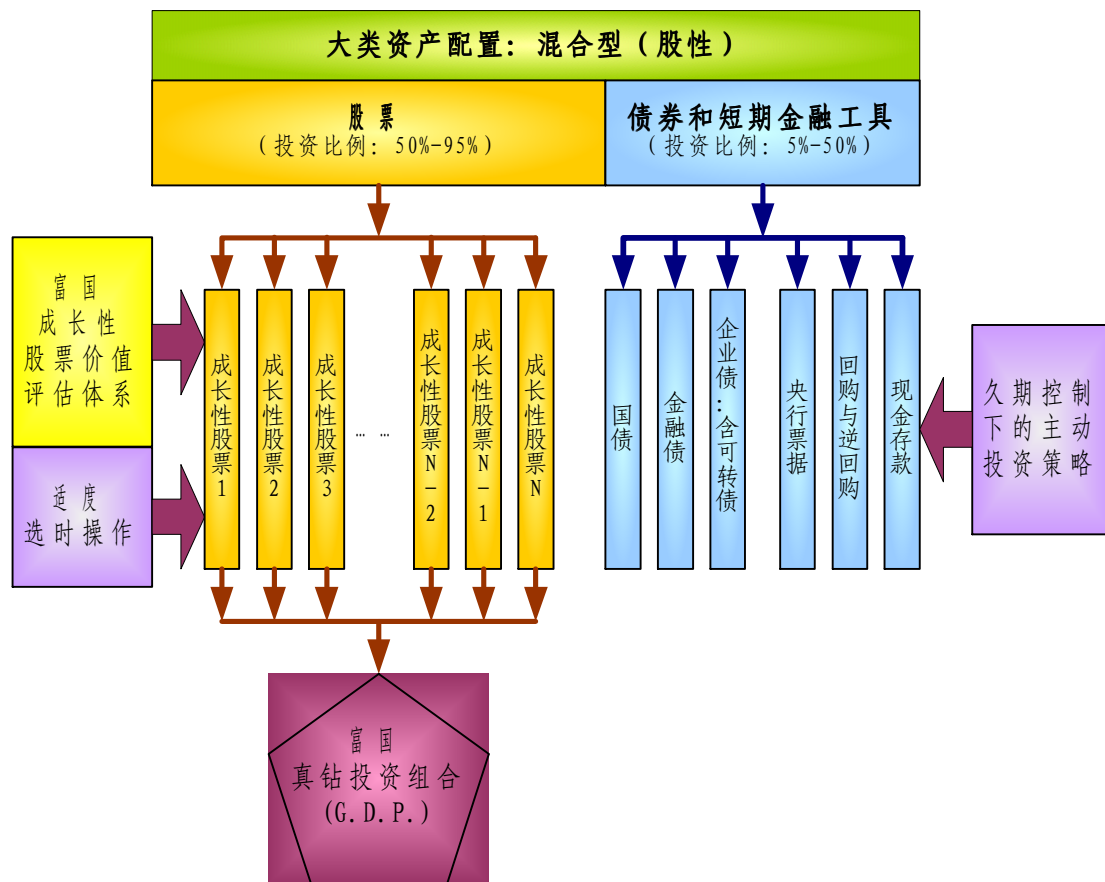 大类资产配置: 混合型（股性）
股票
（投资比例: 50%-95%）
债券和短期金融工具
（投资比例: 5%-50%）
富国
成长性
股票价值
评估体系
适度
选时操作
成长性股票1
成长性股票2
成长性股票3
… …
成长性股票N-2
成长性股票N-1
成长性股票N
国债
金融债
企业债:含可转债
央行票据
回购与逆回购
现金存款
久期控制
下的主动
投资策略
富国
真钻投资组合
(G.D.P.)